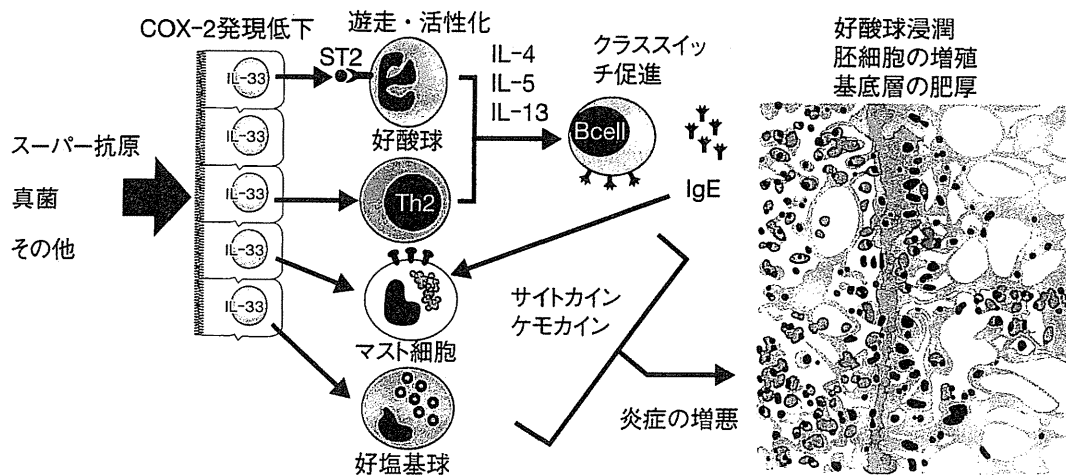 COX-2発現低下
遊走・活性化
スーパー抗原
真菌
その他
IL-33
IL-33
IL-33
IL-33
IL-33
ST2
好酸球
Th2
マスト細胞
好塩基球
IL-4
IL-5
IL-13
クラススイッ
チ促進
Bcell
IgE
サイトカイン
ケモカイン
炎症の増悪
好酸球浸潤
胚細胞の増殖
基底層の肥厚